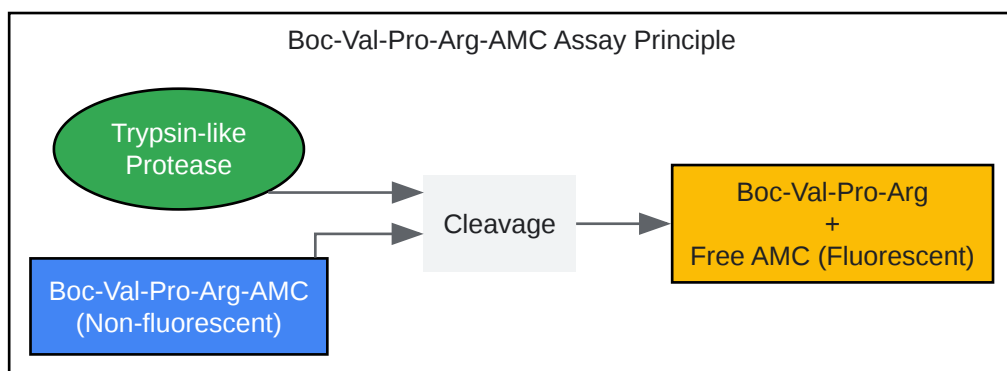 Boc-Val-Pro-Arg-AMC Assay Principle
Trypsin-like
Protease
Cleavage
Boc-Val-Pro-Arg-AMC
(Non-fluorescent)
Boc-Val-Pro-Arg
+
Free AMC (Fluorescent)